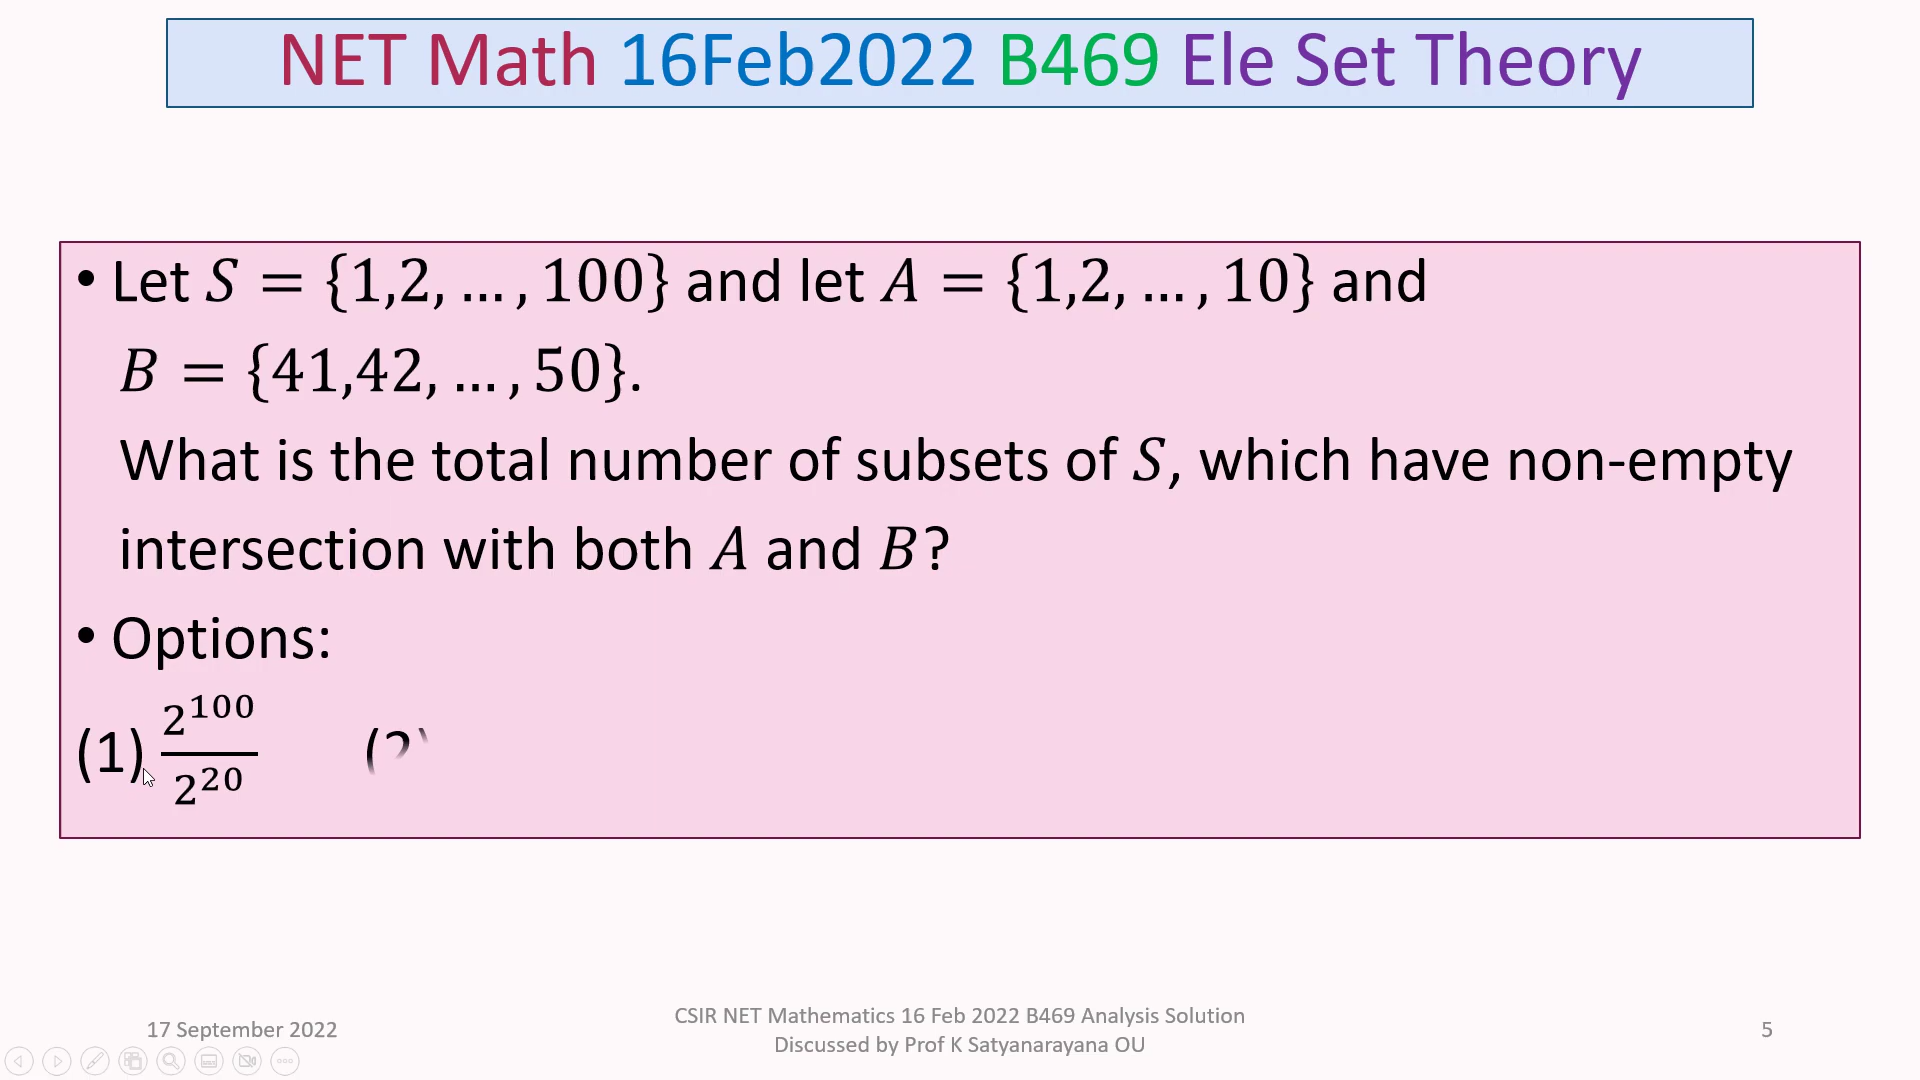 NET Math 16Feb2022 B469 Ele Set Theory
• Let 𝑆 = {1,2, … , 100} and let 𝐴 = {1,2, … , 10} and
𝐵 = {41,42, … , 50}.
What is the total number of subsets of 𝑆, which have non-empty
intersection with both 𝐴 and 𝐵?
• Options:
(1) 2^100/2^20 (2)
17 September 2022
CSIR NET Mathematics 16 Feb 2022 B469 Analysis Solution
Discussed by Prof K Satyanarayana OU
5